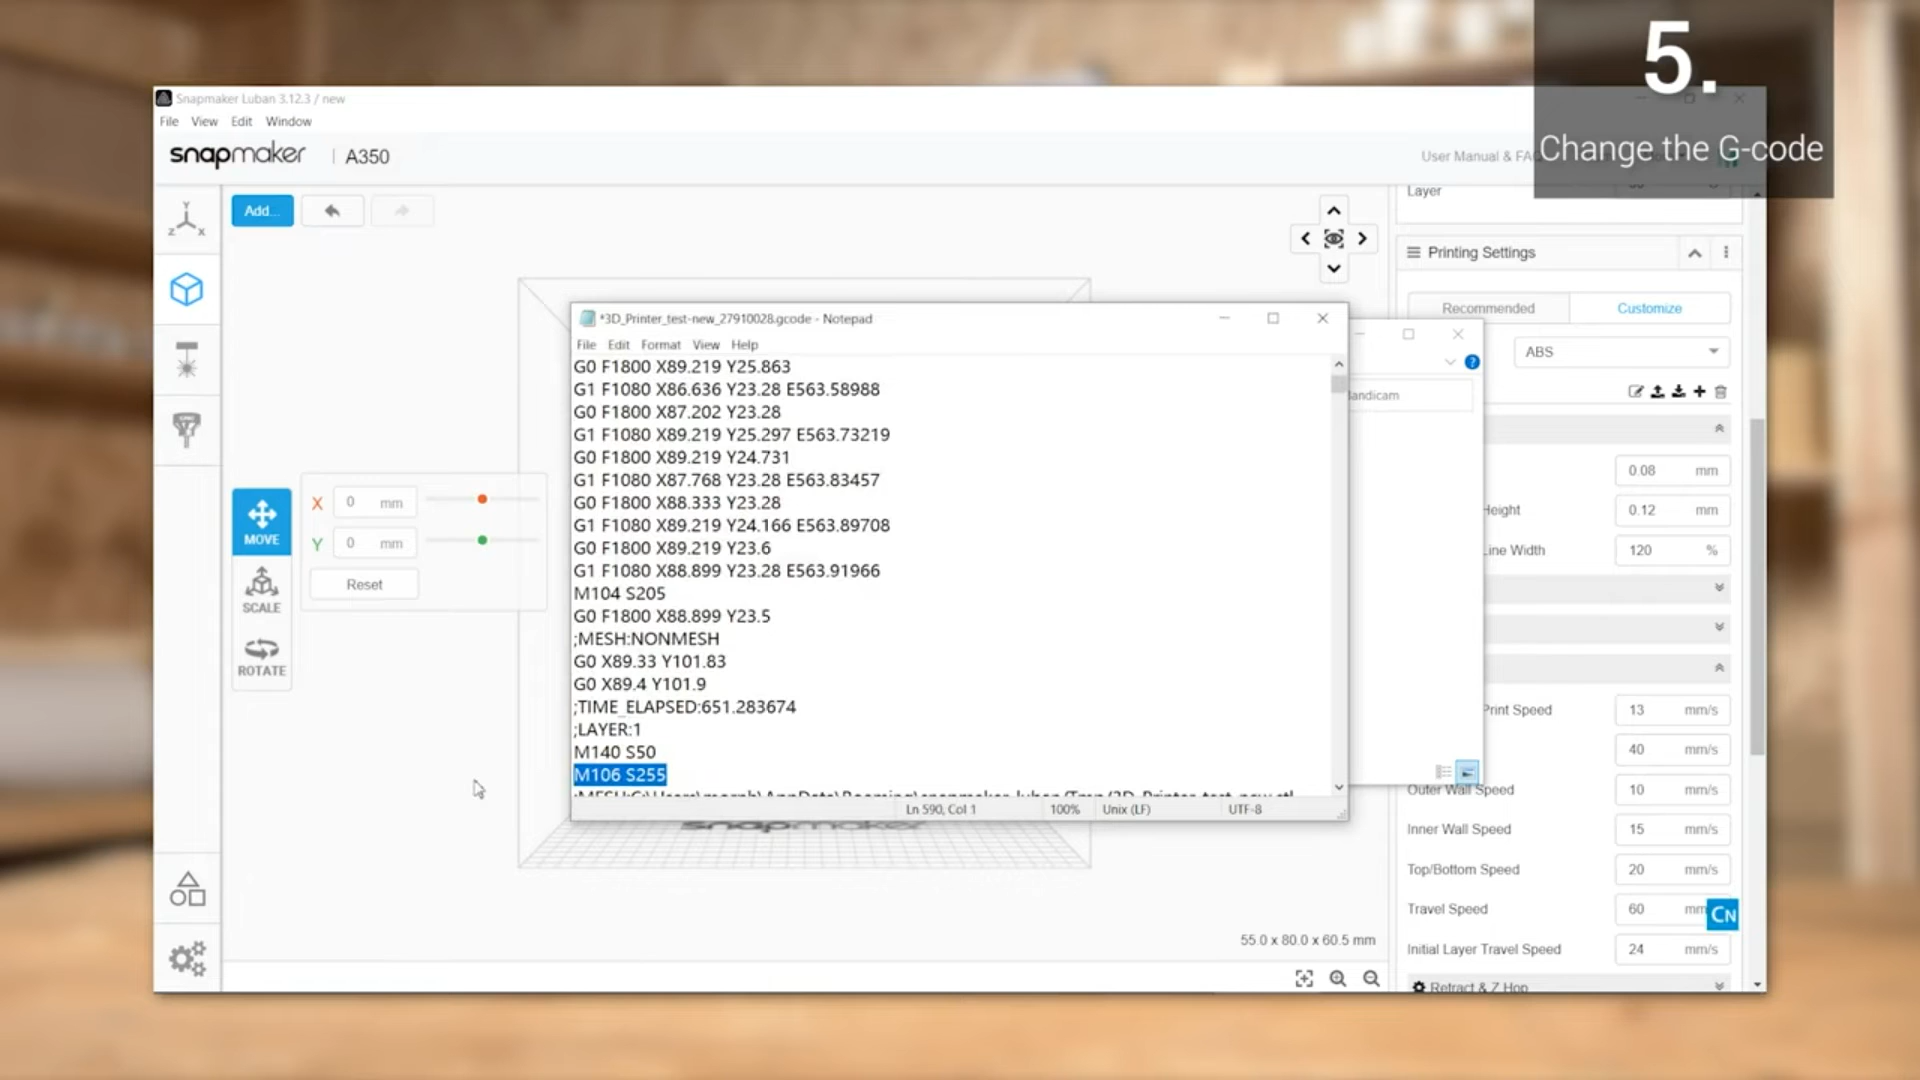 5.
Change the G-code
Snapmaker Luban 3.12.3 / new
File View Edit Window
snapmaker | A350
User Manual & FA
Add...
Layer
Printing Settings
Recommended
Customize
ABS
*3D_Printer_test-new_27910028.gcode - Notepad
File Edit Format View Help
G0 F1800 X89.219 Y25.863
G1 F1080 X86.636 Y23.28 E563.58988
G0 F1800 X87.202 Y23.28
G1 F1080 X89.219 Y25.297 E563.73219
G0 F1800 X89.219 Y24.731
G1 F1080 X87.768 Y23.28 E563.83457
G0 F1800 X88.333 Y23.28
G1 F1080 X89.219 Y24.166 E563.89708
G0 F1800 X89.219 Y23.6
G1 F1080 X88.899 Y23.28 E563.91966
M104 S205
G0 F1800 X88.899 Y23.5
;MESH:NONMESH
G0 X89.33 Y101.83
G0 X89.4 Y101.9
;TIME_ELAPSED:651.283674
;LAYER:1
M140 S50
M106 S255
Ln 590, Col 1
100%
Unix (LF)
UTF-8
andicam
X 0 mm
Y 0 mm
Reset
MOVE
SCALE
ROTATE
Y
Z X
snapmaker
0.08 mm
Height 0.12 mm
Line Width 120 %
Print Speed 13 mm/s
40 mm/s
Outer Wall Speed 10 mm/s
Inner Wall Speed 15 mm/s
Top/Bottom Speed 20 mm/s
Travel Speed 60 mm
CN
Initial Layer Travel Speed 24 mm/s
Retract & Z Hop
55.0 x 80.0 x 60.5 mm